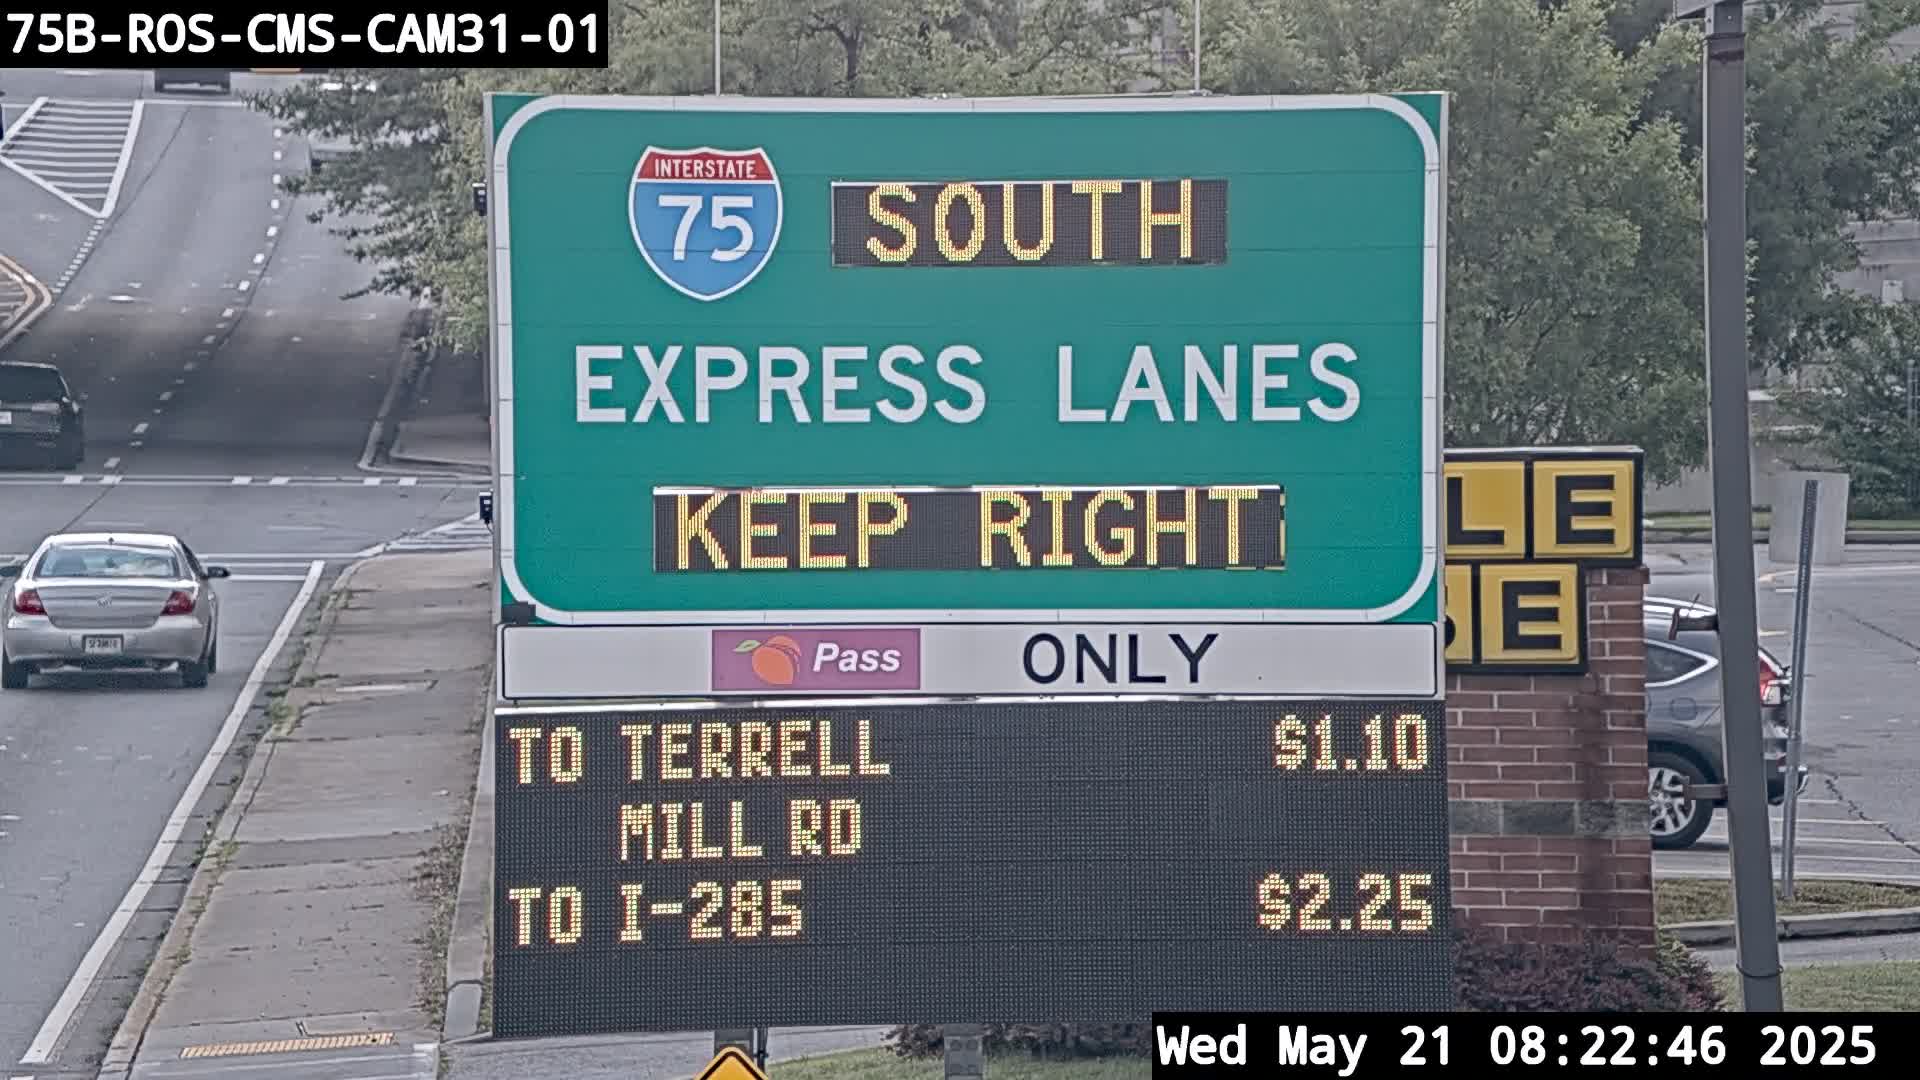 75B-ROS-CMS-CAM31-01
INTERSTATE
75
SOUTH
EXPRESS LANES
KEEP RIGHT
Pass ONLY
TO TERRELL $1.10
MILL RD
TO I-285 $2.25
LE
E
Wed May 21 08:22:46 2025